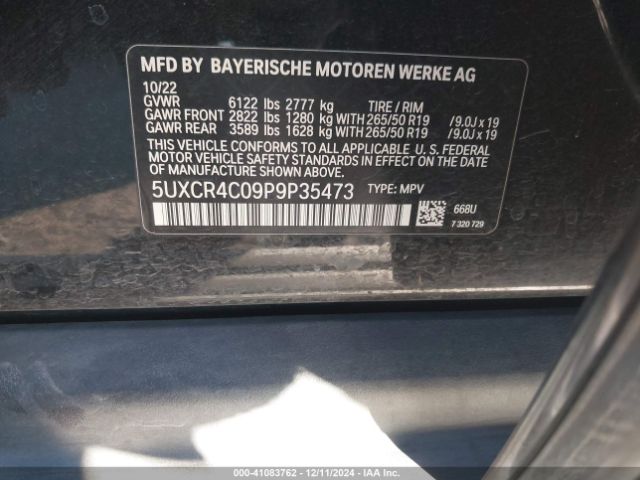 MFD BY BAYERISCHE MOTOREN WERKE AG
10/22
GVWR 6122 lbs 2777 kg TIRE / RIM
GAWR FRONT 2822 lbs 1280 kg WITH 265/50 R19 /9.0J x 19
GAWR REAR 3589 lbs 1628 kg WITH 265/50 R19 /9.0J x 19
THIS VEHICLE CONFORMS TO ALL APPLICABLE U. S. FEDERAL
MOTOR VEHICLE SAFETY STANDARDS IN EFFECT ON THE DATE
OF MANUFACTURE SHOWN ABOVE.
5UXCR4C09P9P35473 TYPE: MPV
668U
7 320 729
000-41083762 - 12/11/2024 - IAA Inc.